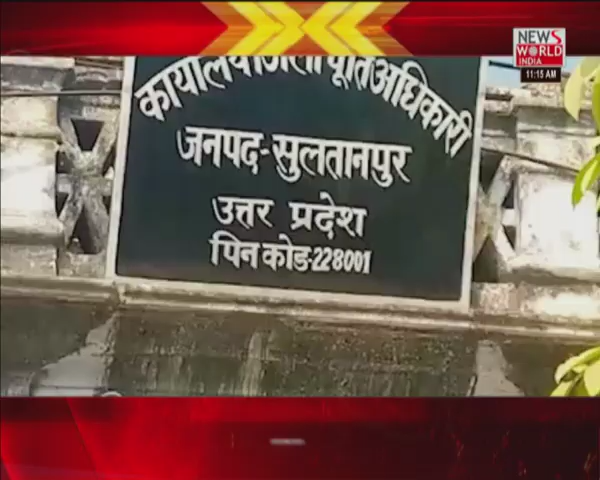 NEWS
WORLD
INDIA
11:15 AM
कार्यालय जिला पूर्ति अधिकारी
जनपद-सुलतानपुर
उत्तर प्रदेश
पिन कोड-228001